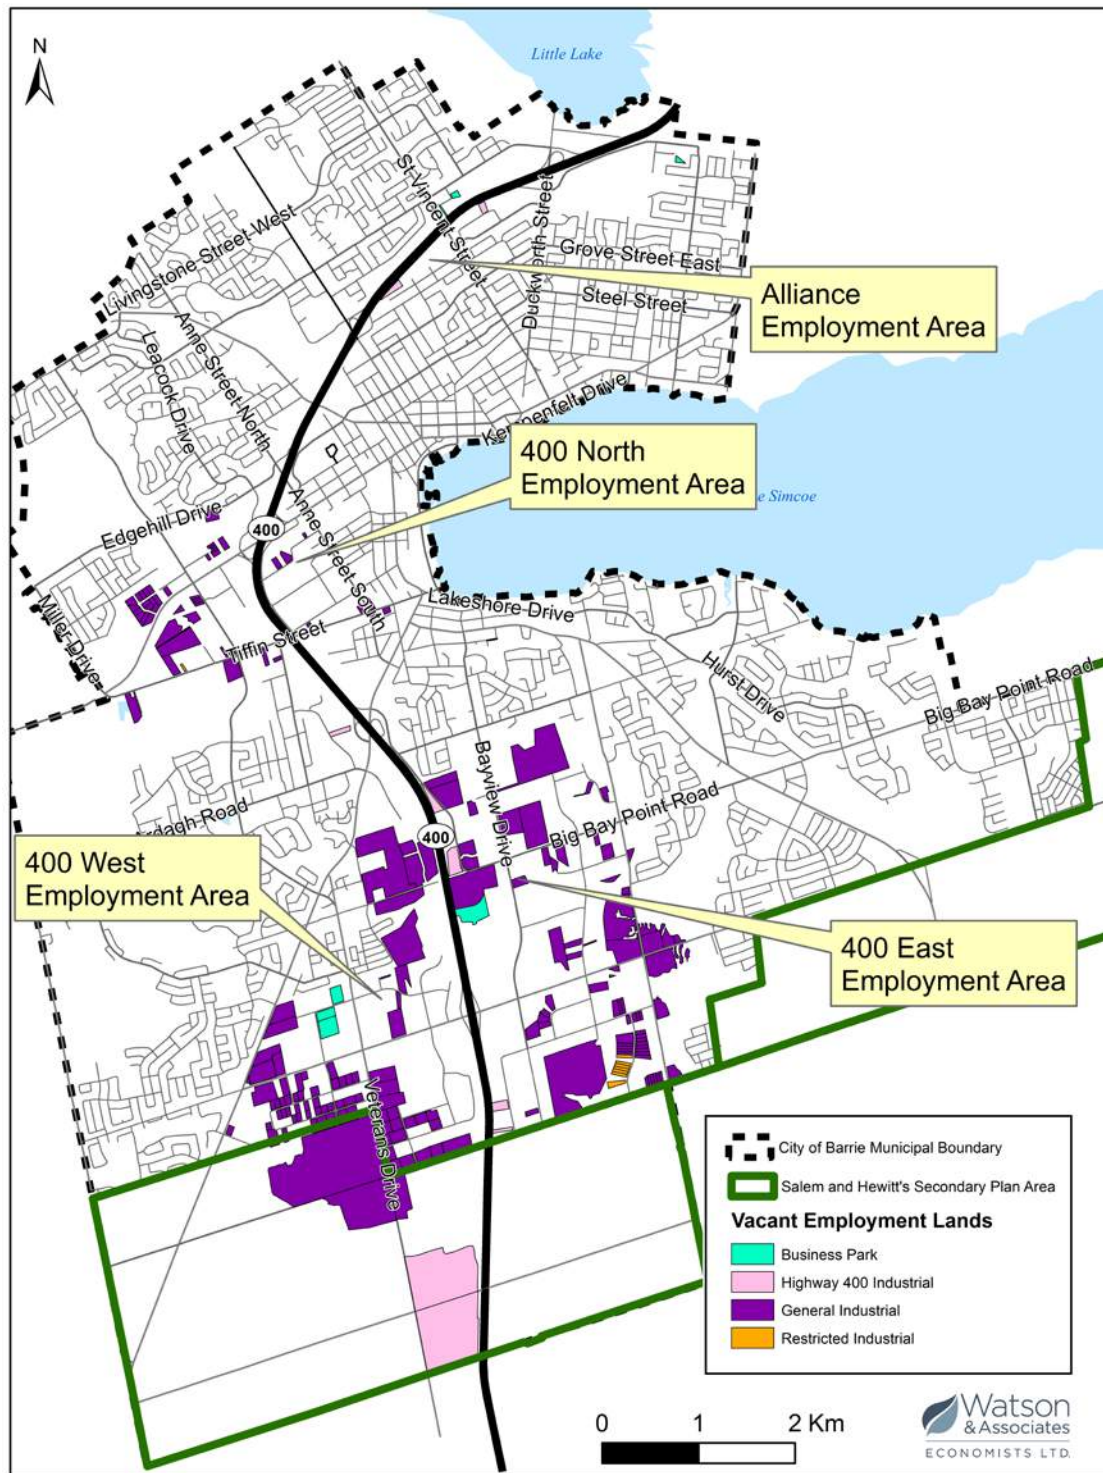 N
Little Lake
St Vincent Street
Duckworth Street
Livingstone Street West
Grove Street East
Steel Street
Alliance
Employment Area
Anne Street North
Leacock Drive
Kempenfelt Drive
400 North
Employment Area
e Simcoe
Edgehill Drive
400
Anne Street South
Miller Drive
Tiffin Street
Lakeshore Drive
Hurst Drive
Big Bay Point Road
Bayview Drive
Big Bay Point Road
Ardagh Road
400
400 West
Employment Area
400 East
Employment Area
Veterans Drive
City of Barrie Municipal Boundary
Salem and Hewitt's Secondary Plan Area
Vacant Employment Lands
Business Park
Highway 400 Industrial
General Industrial
Restricted Industrial
0 1 2 Km
Watson
& Associates
ECONOMISTS LTD.